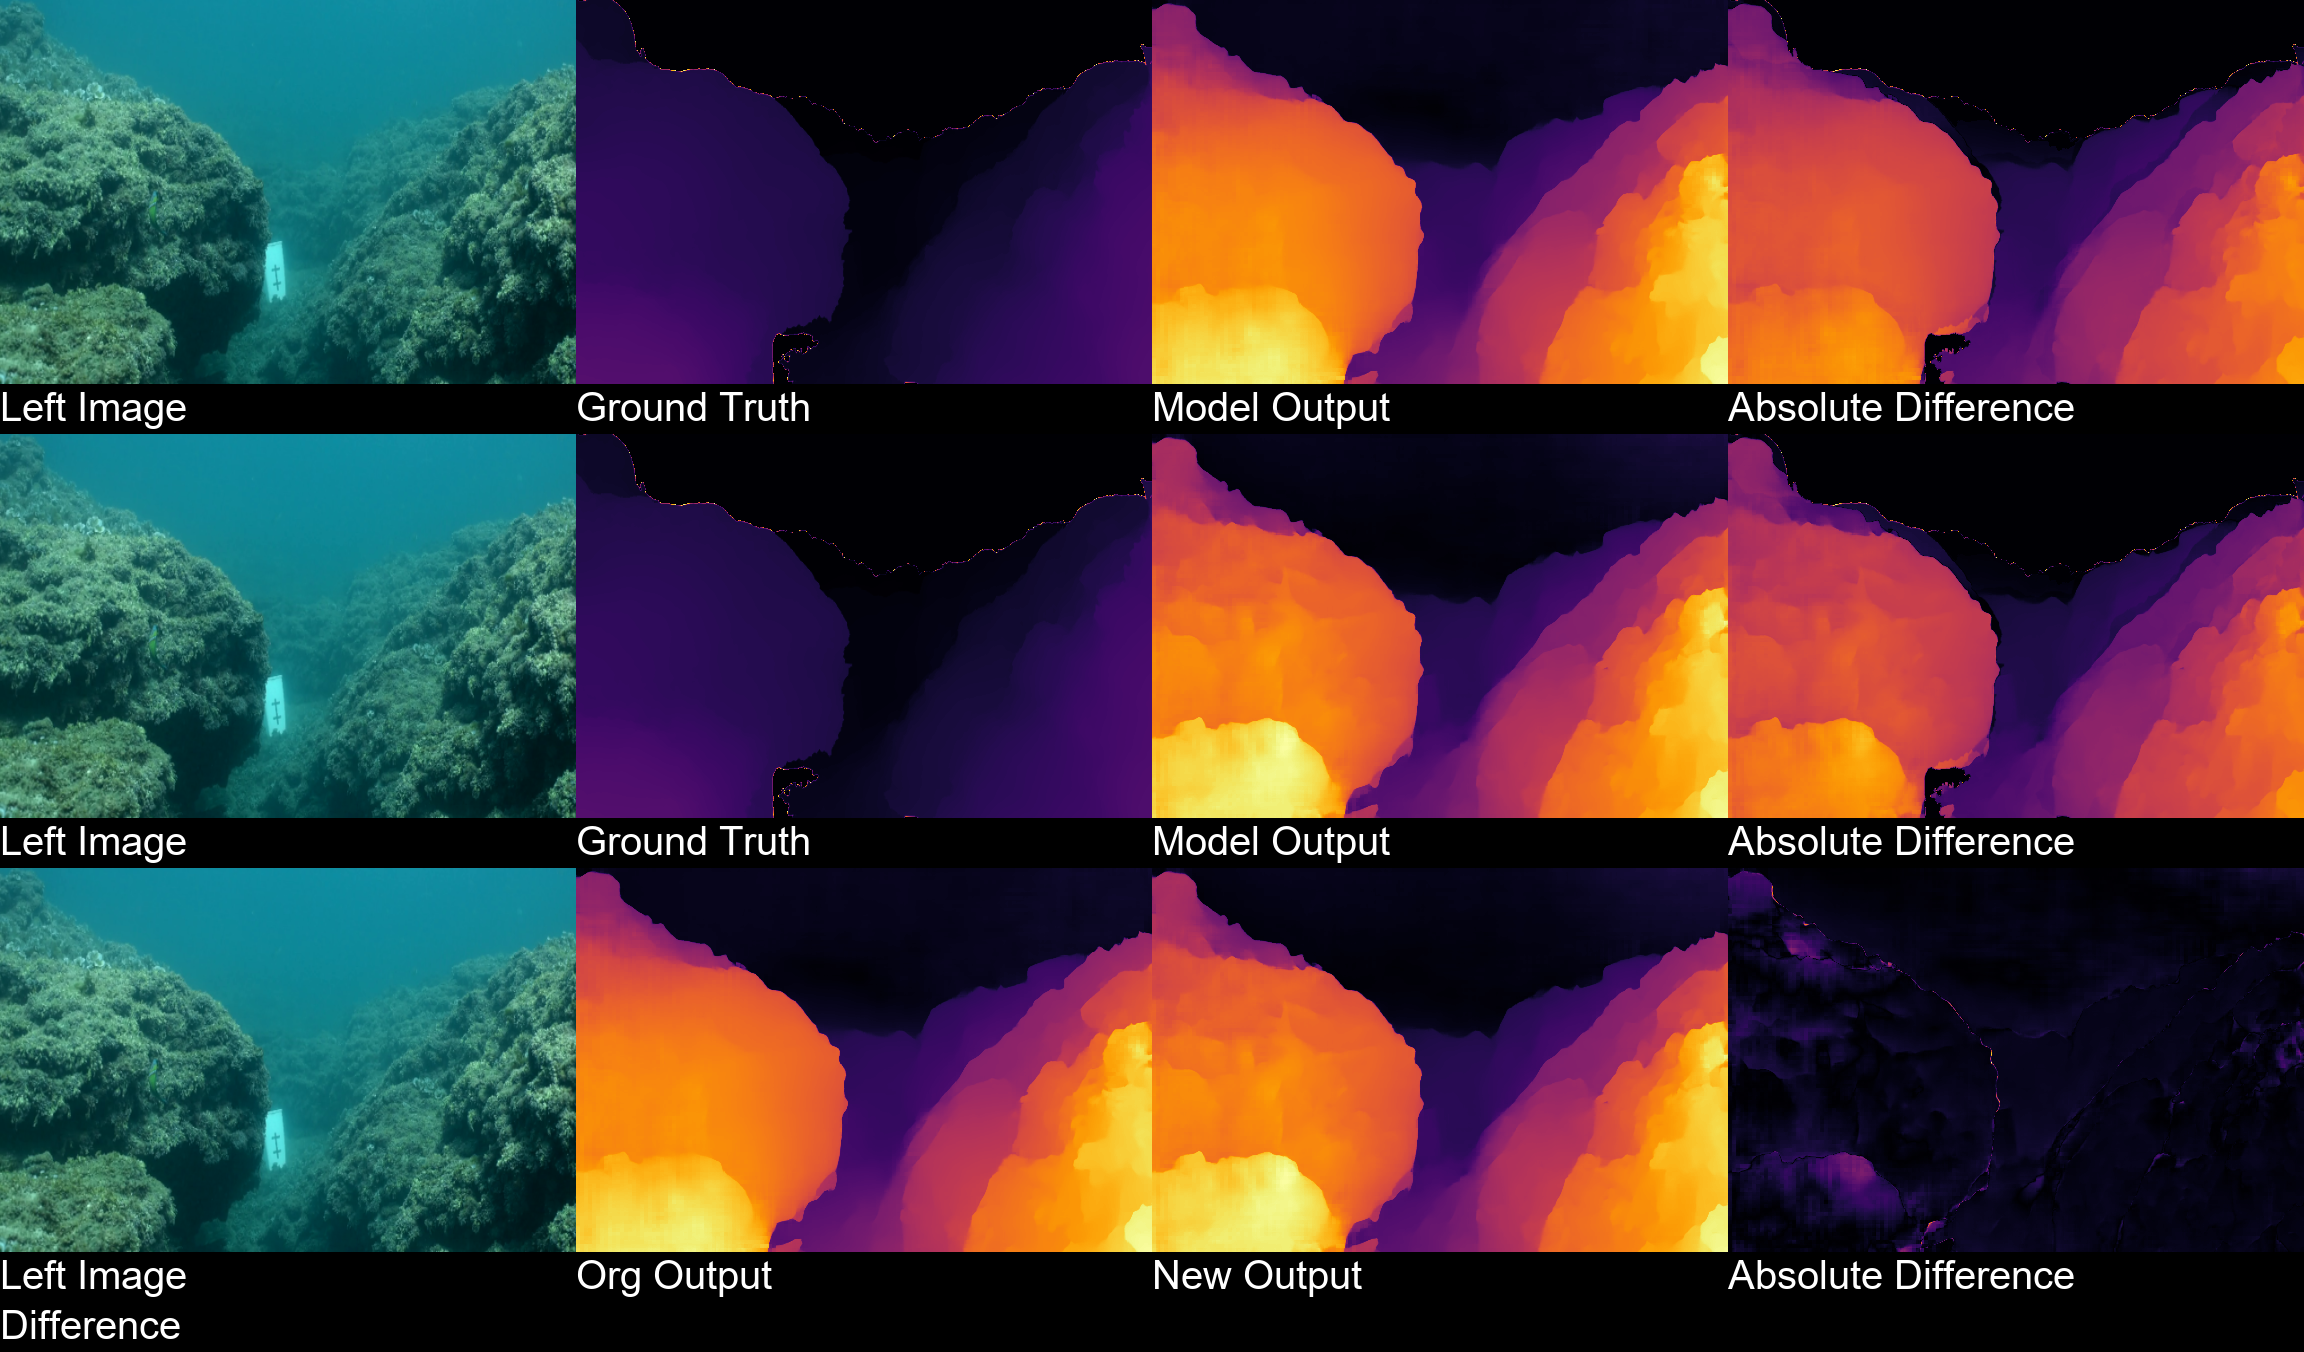 Left Image
Ground Truth
Model Output
Absolute Difference
Left Image
Ground Truth
Model Output
Absolute Difference
Left Image
Difference
Org Output
New Output
Absolute Difference